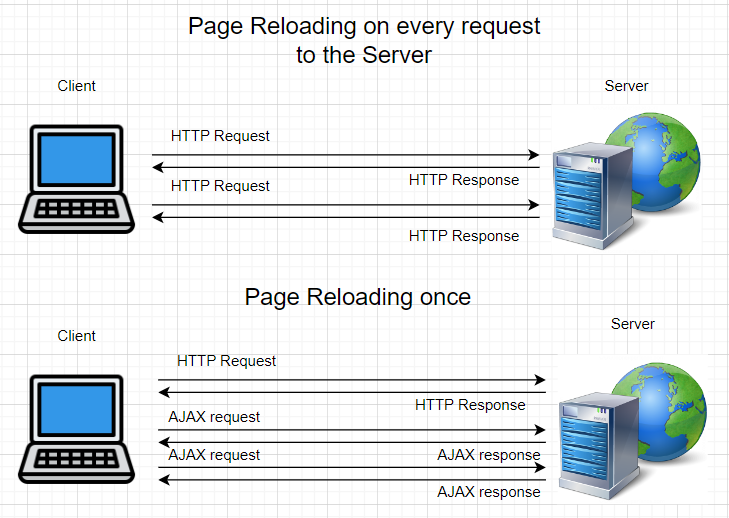 Page Reloading on every request
to the Server
Client
Server
HTTP Request
HTTP Response
HTTP Request
HTTP Response
Page Reloading once
Client
Server
HTTP Request
HTTP Response
AJAX request
AJAX response
AJAX request
AJAX response